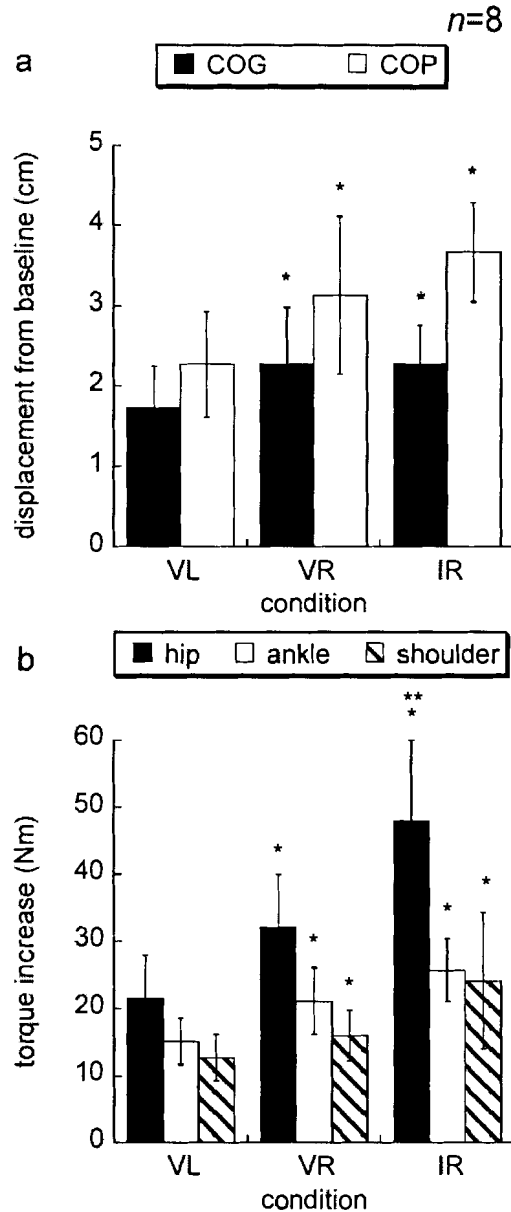 n=8
a
COG COP
displacement from baseline (cm)
5
4
3
2
1
0
* * * *
VL VR IR
condition
b
hip ankle shoulder
torque increase (Nm)
60
50
40
30
20
10
0
**
*
* * * * *
VL VR IR
condition